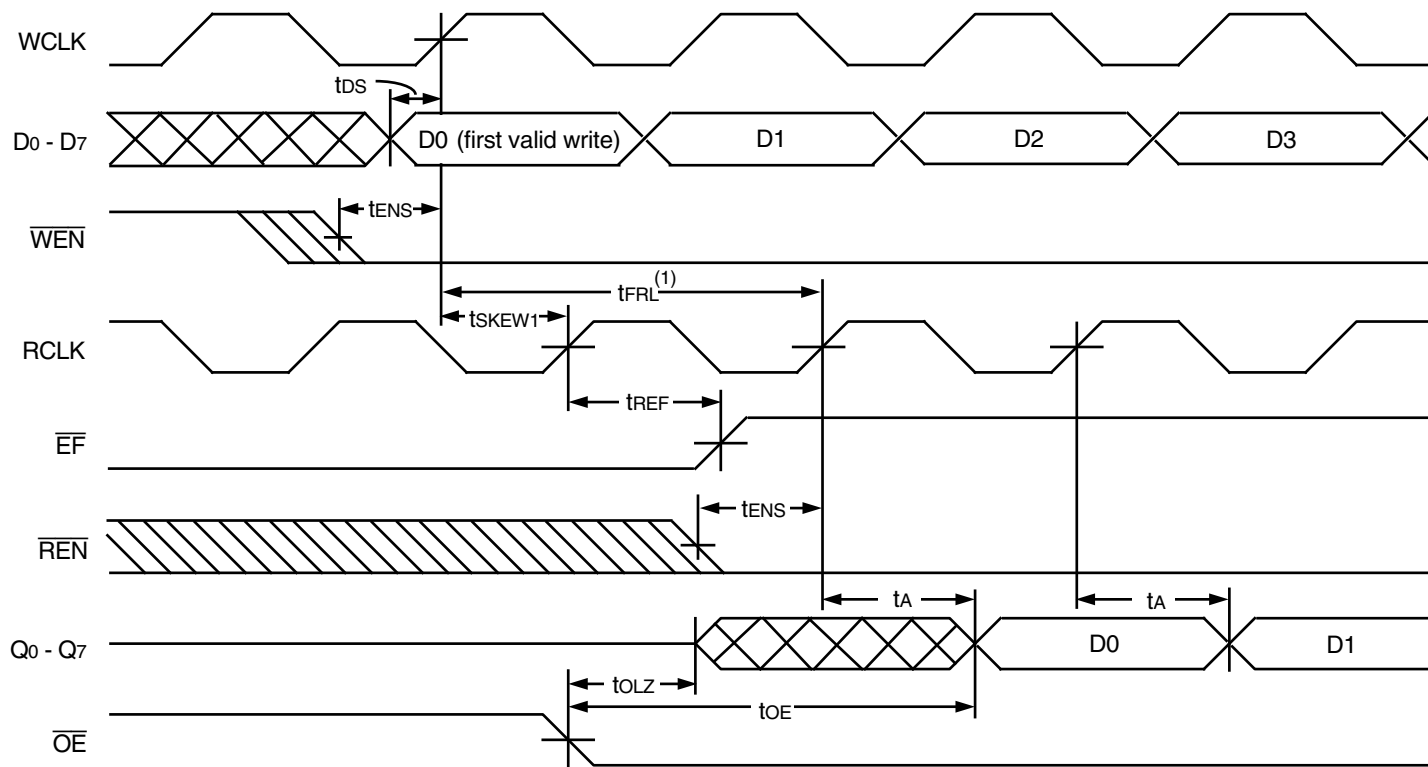 WCLK
tDS
D0 - D7
D0 (first valid write)
D1
D2
D3
WEN
tENS
tFRL(1)
tSKEW1
RCLK
tREF
EF
tENS
REN
tA
tA
Q0 - Q7
D0
D1
tOLZ
tOE
OE